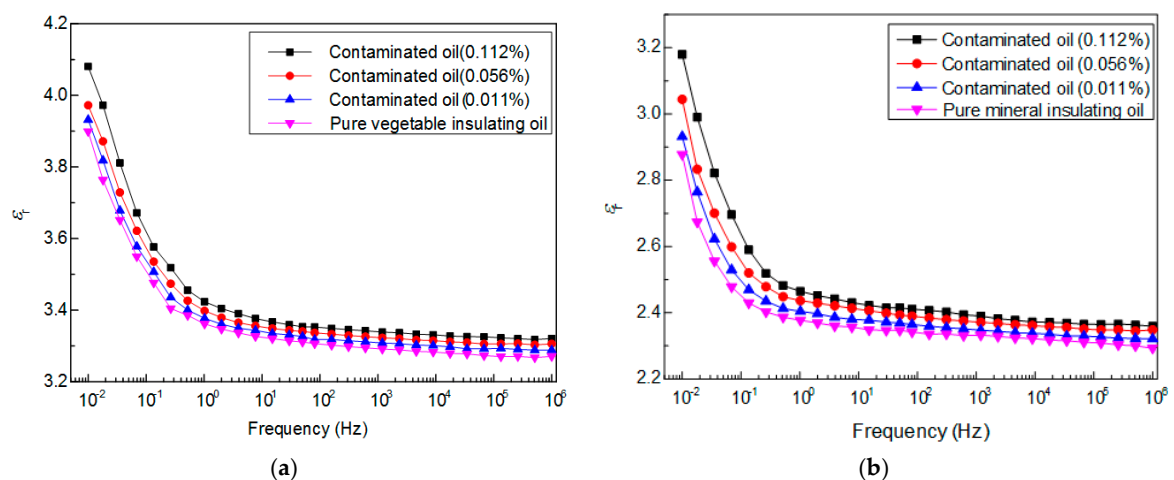 4.2
4.0
3.8
3.6
3.4
3.2
εr
Contaminated oil(0.112%)
Contaminated oil(0.056%)
Contaminated oil(0.011%)
Pure vegetable insulating oil
10⁻² 10⁻¹ 10⁰ 10¹ 10² 10³ 10⁴ 10⁵ 10⁶
Frequency (Hz)
(a)
3.2
3.0
2.8
2.6
2.4
2.2
εr
Contaminated oil(0.112%)
Contaminated oil(0.056%)
Contaminated oil(0.011%)
Pure mineral insulating oil
10⁻² 10⁻¹ 10⁰ 10¹ 10² 10³ 10⁴ 10⁵ 10⁶
Frequency (Hz)
(b)